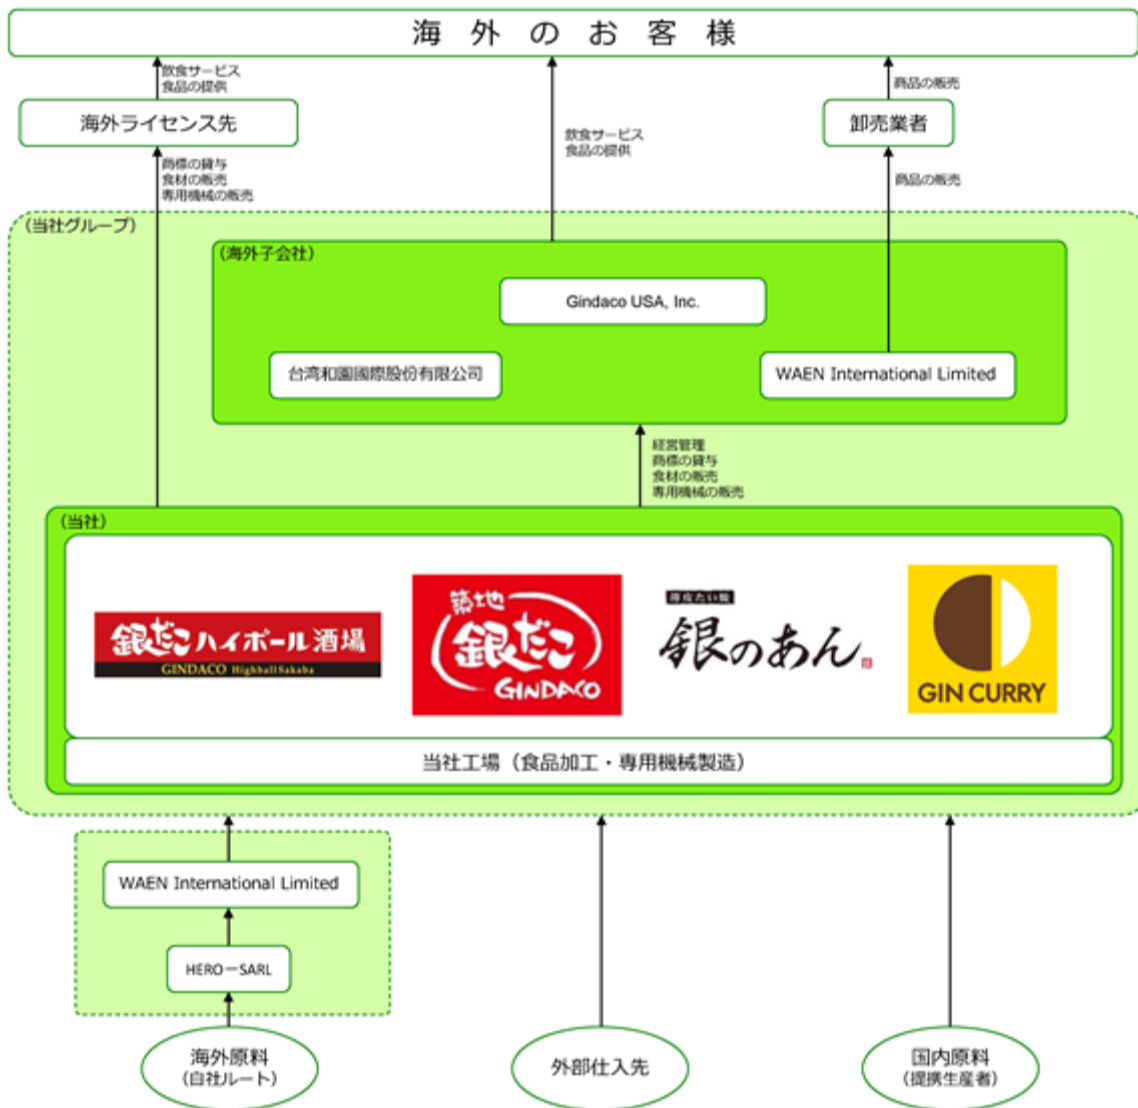 海外のお客様
飲食サービス
食品の提供
商品の販売
海外ライセンス先
卸売業者
飲食サービス
食品の提供
商標の貸与
食材の販売
専用機械の販売
商品の販売
(当社グループ)
(海外子会社)
Gindaco USA, Inc.
台湾和園國際股份有限公司
WAEN International Limited
経営管理
商標の貸与
食材の販売
専用機械の販売
(当社)
銀だこハイボール酒場
GINDACO HighballSakaba
築地
銀だこ
GINDACO
薄皮たい焼
銀のあん
GIN CURRY
当社工場(食品加工・専用機械製造)
WAEN International Limited
HERO-SARL
海外原料
(自社ルート)
外部仕入先
国内原料
(提携生産者)